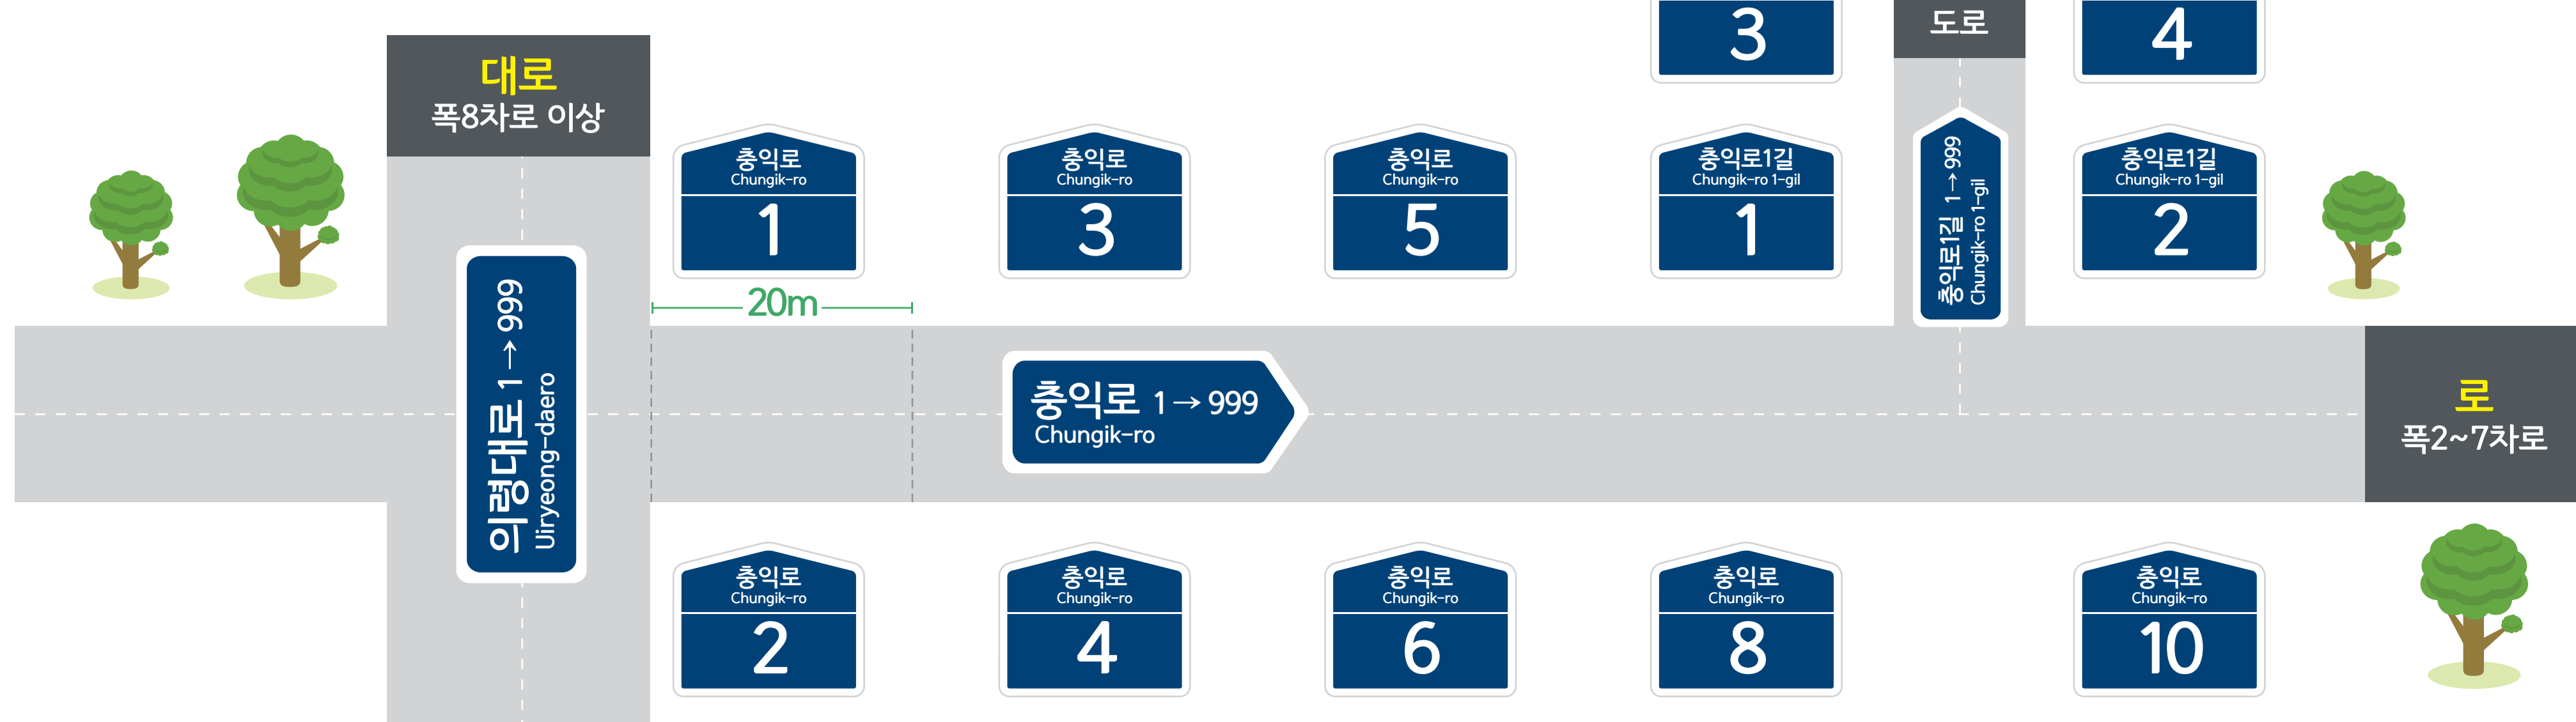 3
도로
4
대로
폭8차로 이상
충익로
Chungik-ro
1
충익로
Chungik-ro
3
충익로
Chungik-ro
5
충익로1길
Chungik-ro 1-gil
1
충익로1길 1→999
Chungik-ro 1-gil
충익로1길
Chungik-ro 1-gil
2
20m
의령대로 1→999
Uiryeong-daero
충익로 1→999
Chungik-ro
로
폭2~7차로
충익로
Chungik-ro
2
충익로
Chungik-ro
4
충익로
Chungik-ro
6
충익로
Chungik-ro
8
충익로
Chungik-ro
10